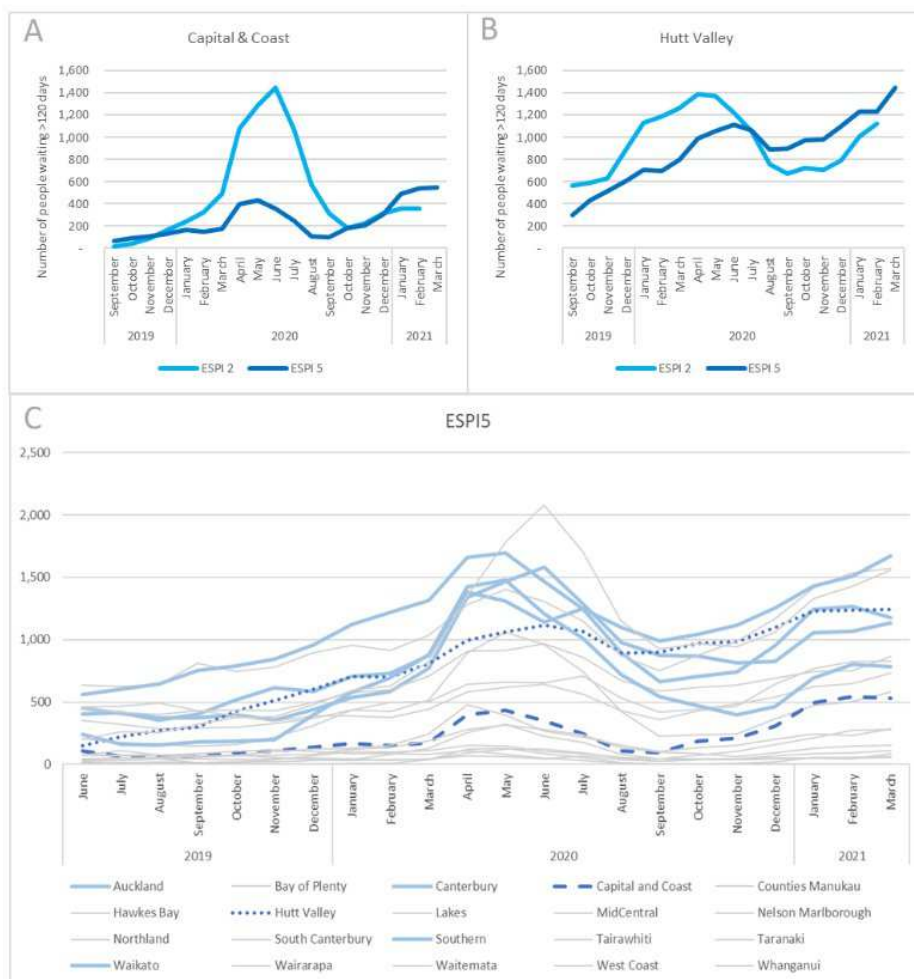 A
Capital & Coast
Number of people waiting >120 days
1,600
1,400
1,200
1,000
800
600
400
200
-
September
October
November
December
January
February
March
April
May
June
July
August
September
October
November
December
January
February
March
2019
2020
2021
ESPI 2
ESPI 5
B
Hutt Valley
Number of people waiting >120 days
1,600
1,400
1,200
1,000
800
600
400
200
-
September
October
November
December
January
February
March
April
May
June
July
August
September
October
November
December
January
February
March
2019
2020
2021
ESPI 2
ESPI 5
C
ESPI5
2,500
2,000
1,500
1,000
500
0
June
July
August
September
October
November
December
January
February
March
April
May
June
July
August
September
October
November
December
January
February
March
2019
2020
2021
Auckland Bay of Plenty Canterbury Capital and Coast Counties Manukau
Hawkes Bay Hutt Valley Lakes MidCentral Nelson Marlborough
Northland South Canterbury Southern Tairawhiti Taranaki
Waikato Wairarapa Waitemata West Coast Whanganui